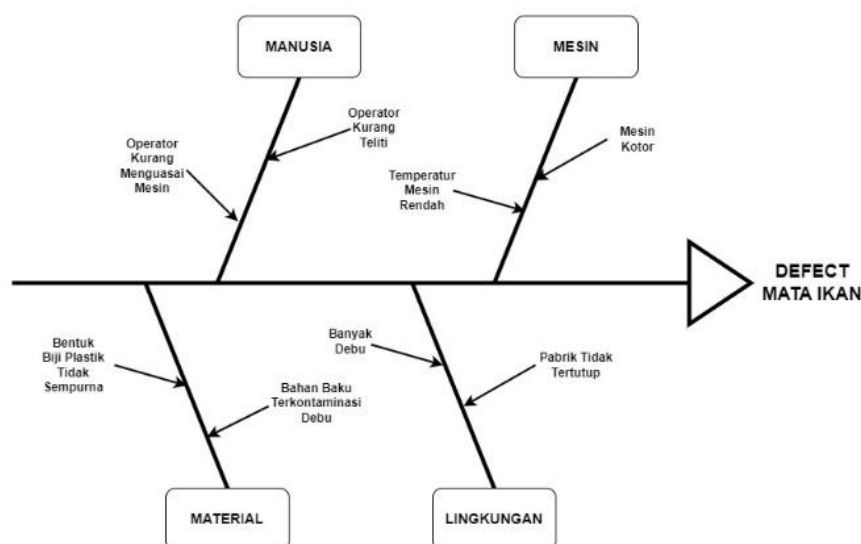 MANUSIA
MESIN
Operator
Kurang
Teliti
Operator
Kurang
Menguasai
Mesin
Mesin
Kotor
Temperatur
Mesin
Rendah
DEFECT
MATA IKAN
Bentuk
Biji Plastik
Tidak
Sempurna
Bahan Baku
Terkontaminasi
Debu
Banyak
Debu
Pabrik Tidak
Tertutup
MATERIAL
LINGKUNGAN